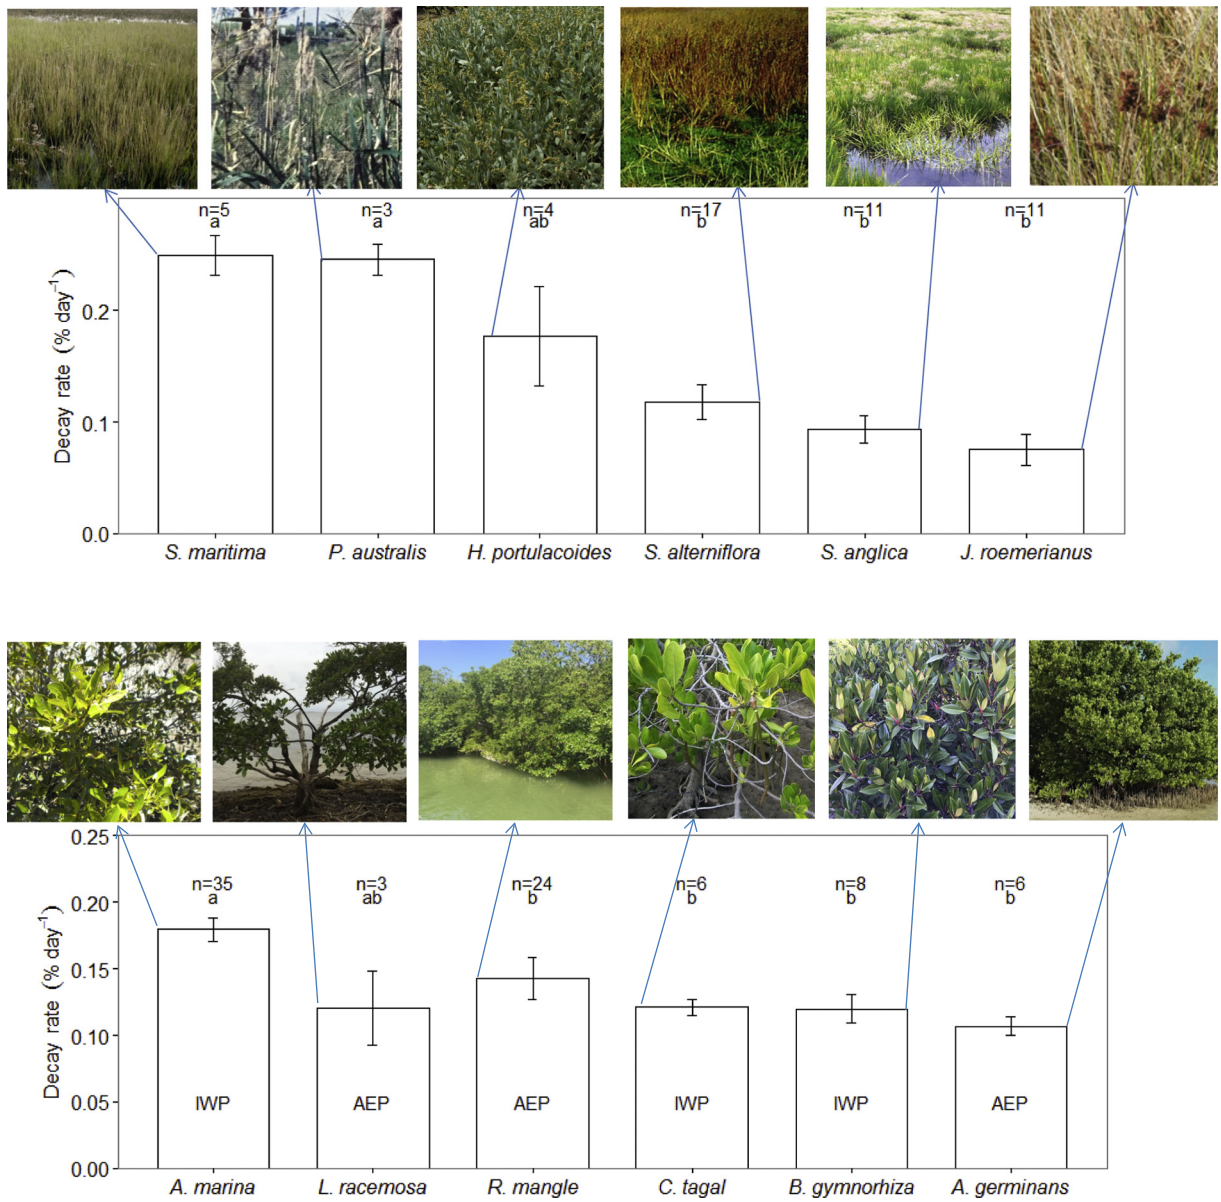 n=5 n=3 n=4 n=17 n=11 n=11
a a ab b b b
Decay rate (% day⁻¹)
0.2
0.1
0.0
S. maritima P. australis H. portulacoides S. alterniflora S. anglica J. roemerianus
0.25
n=35 n=3 n=24 n=6 n=8 n=6
a ab b b b b
0.20
Decay rate (% day⁻¹)
0.15
0.10
0.05
IWP AEP AEP IWP IWP AEP
0.00
A. marina L. racemosa R. mangle C. tagal B. gymnorhiza A. germinans